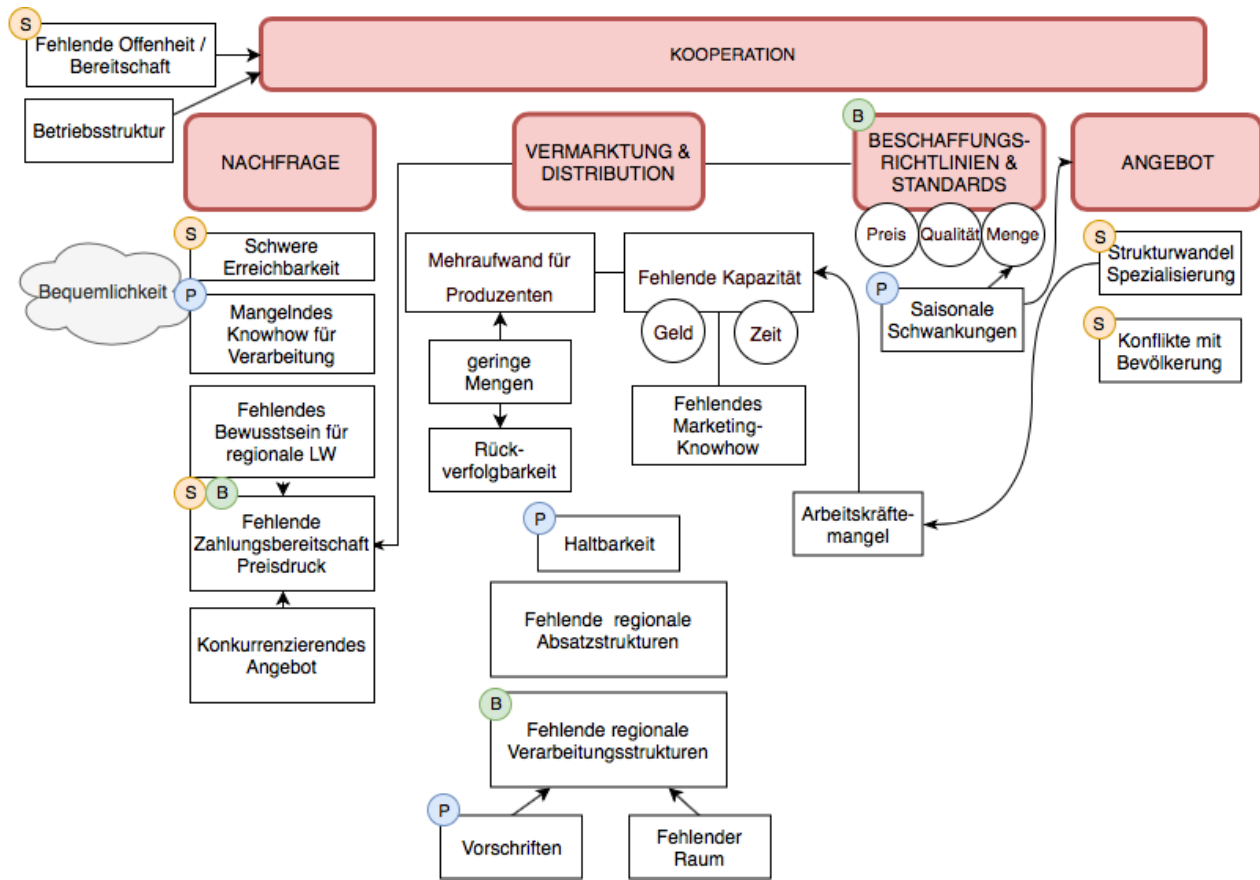 S
Fehlende Offenheit /
Bereitschaft
KOOPERATION
Betriebsstruktur
NACHFRAGE
VERMARKTUNG &
DISTRIBUTION
B
BESCHAFFUNGS-
RICHTLINIEN &
STANDARDS
ANGEBOT
Preis
Qualität
Menge
Bequemlichkeit
S
Schwere
Erreichbarkeit
P
Mangelndes
Knowhow für
Verarbeitung
Fehlendes
Bewusstsein für
regionale LW
S
B
Fehlende
Zahlungsbereitschaft
Preisdruck
Konkurrenzierendes
Angebot
Mehraufwand für
Produzenten
geringe
Mengen
Rück-
verfolgbarkeit
Fehlende Kapazität
Geld
Zeit
Fehlendes
Marketing-
Knowhow
P
Haltbarkeit
Fehlende regionale
Absatzstrukturen
B
Fehlende regionale
Verarbeitungsstrukturen
P
Vorschriften
Fehlender
Raum
P
Saisonale
Schwankungen
Arbeitskräfte-
mangel
S
Strukturwandel
Spezialisierung
S
Konflikte mit
Bevölkerung